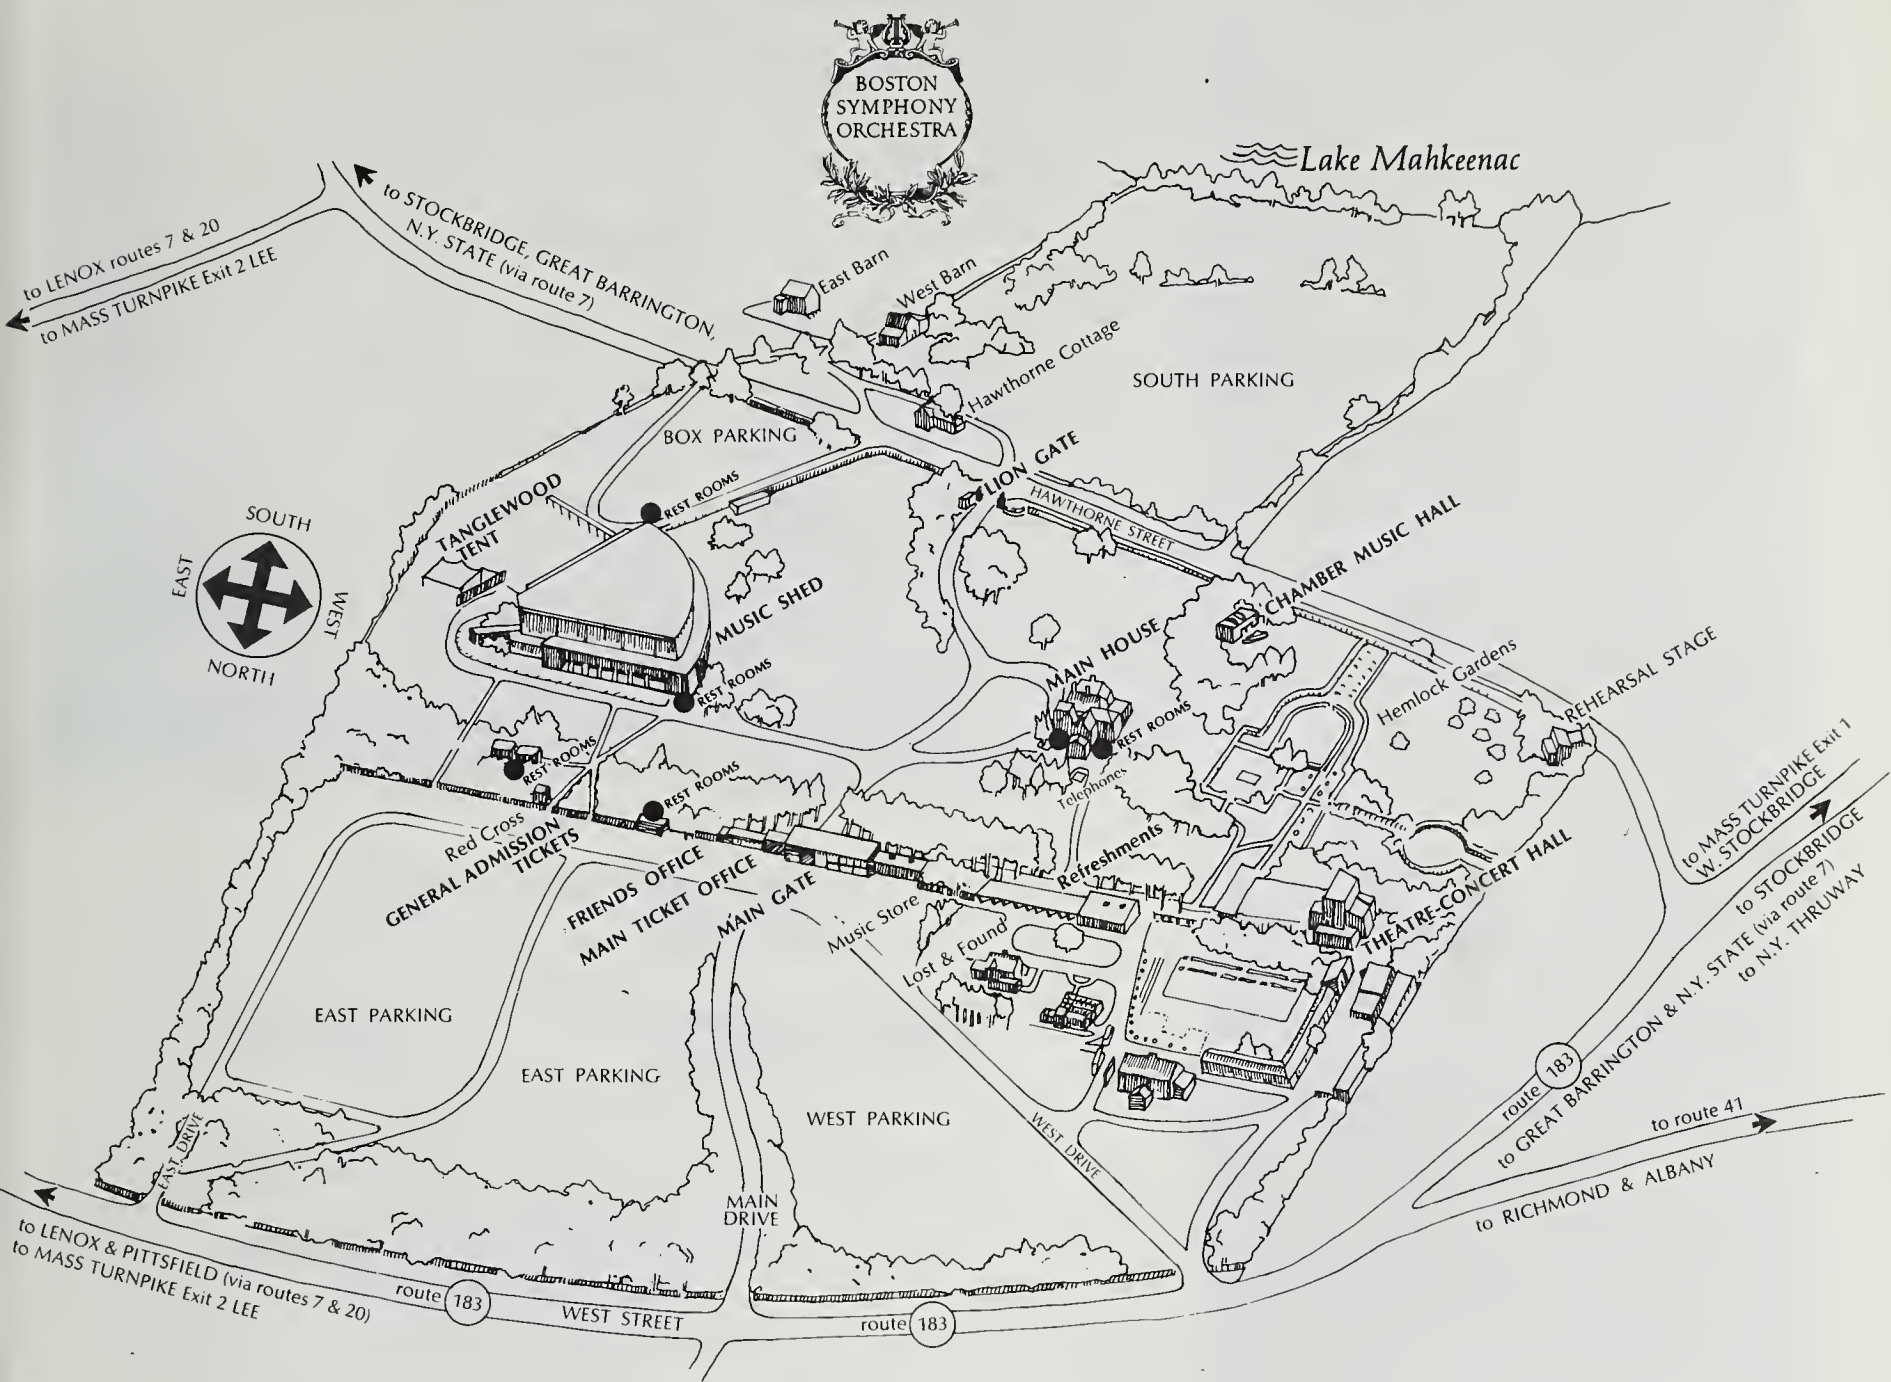 BOSTON
SYMPHONY
ORCHESTRA
Lake Mahkeenac
to STOCKBRIDGE, GREAT BARRINGTON,
N.Y. STATE (via route 7)
to LENOX routes 7 & 20
to MASS TURNPIKE Exit 2 LEE
East Barn
West Barn
Hawthorne Cottage
SOUTH PARKING
BOX PARKING
LION GATE
HAWTHORNE STREET
REST ROOMS
TANGLEWOOD
TENT
SOUTH
EAST
WEST
NORTH
MUSIC SHED
CHAMBER MUSIC HALL
MAIN HOUSE
Hemlock Gardens
REHEARSAL STAGE
REST ROOMS
REST ROOMS
Telephones
REST ROOMS
REST ROOMS
Red Cross
GENERAL ADMISSION
TICKETS
FRIENDS OFFICE
MAIN TICKET OFFICE
MAIN GATE
Music Store
Refreshments
Lost & Found
THEATRE-CONCERT HALL
to MASS TURNPIKE Exit 1
W. STOCKBRIDGE
to STOCKBRIDGE
(via route 7)
to GREAT BARRINGTON & N.Y. STATE
to N.Y. THRUWAY
EAST PARKING
EAST PARKING
WEST PARKING
WEST DRIVE
EAST DRIVE
MAIN
DRIVE
route 183
to route 41
to RICHMOND & ALBANY
to LENOX & PITTSFIELD (via routes 7 & 20)
to MASS TURNPIKE Exit 2 LEE
route 183
WEST STREET
route 183